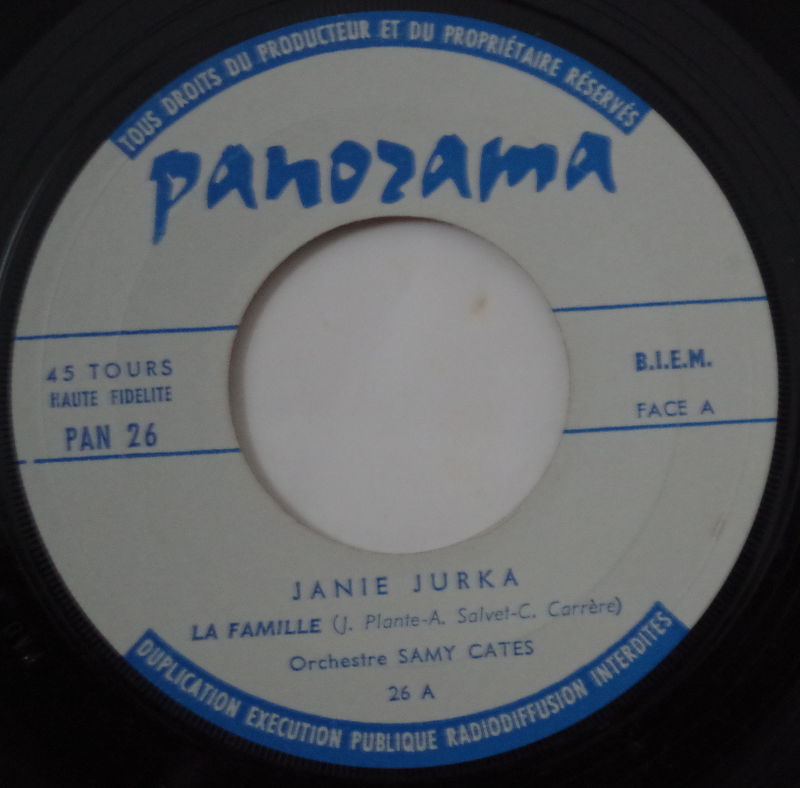 TOUS DROITS DU PRODUCTEUR ET DU PROPRIÉTAIRE RÉSERVÉS
panorama
45 TOURS
HAUTE FIDELITE
PAN 26
B.I.E.M.
FACE A
JANIE JURKA
LA FAMILLE (J. Plante-A. Salvet-C. Carrère)
Orchestre SAMY CATES
26 A
DUPLICATION EXECUTION PUBLIQUE RADIODIFFUSION INTERDITES